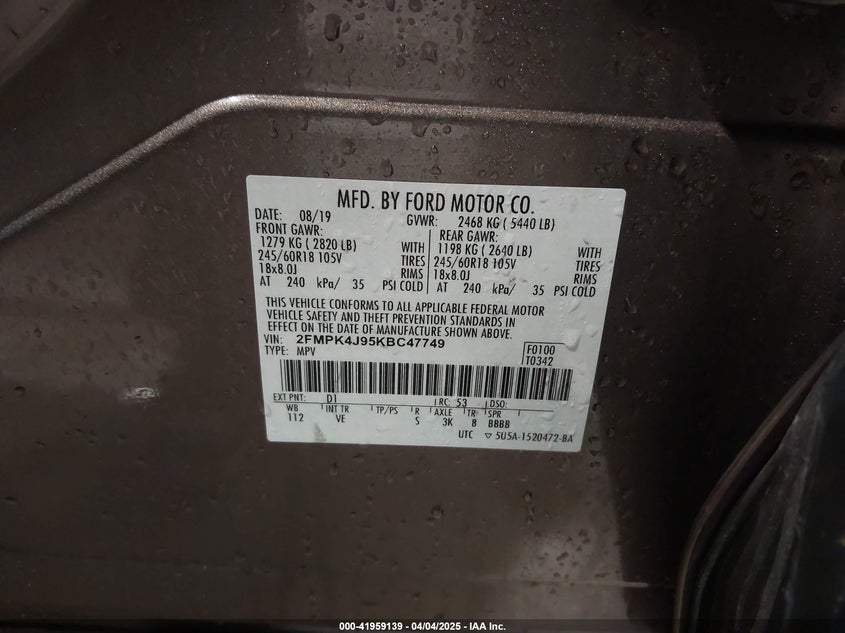 MFD. BY FORD MOTOR CO.
DATE: 08/19 GVWR: 2468 KG ( 5440 LB)
FRONT GAWR: REAR GAWR:
1279 KG ( 2820 LB) WITH 1198 KG ( 2640 LB) WITH
245/60R18 105V TIRES 245/60R18 105V TIRES
18x8.0J RIMS 18x8.0J RIMS
AT 240 kPa/ 35 PSI COLD AT 240 kPa/ 35 PSI COLD
THIS VEHICLE CONFORMS TO ALL APPLICABLE FEDERAL MOTOR
VEHICLE SAFETY AND THEFT PREVENTION STANDARDS IN
EFFECT ON THE DATE OF MANUFACTURE SHOWN ABOVE.
VIN: 2FMPK4J95KBC47749
TYPE: MPV
F0100
T0342
EXT PNT: D1 RC: 53 DSO:
WB INT TR TP/PS R AXLE TR SPR
112 VE S 3K 8 BBBB
UTC ▽ 5U5A-1520472-BA
000-41959139 - 04/04/2025 - IAA Inc.